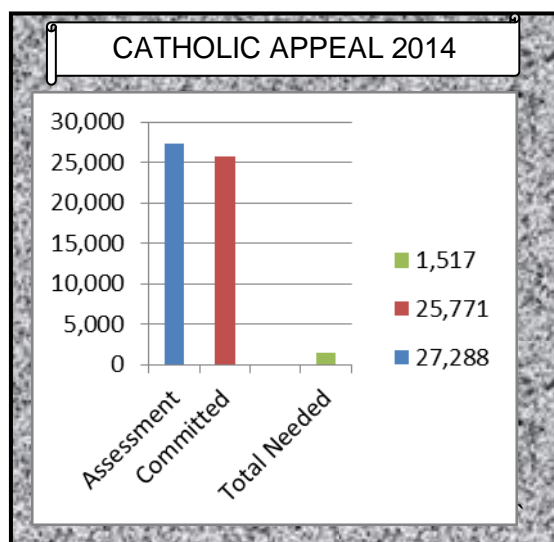 CATHOLIC APPEAL 2014
30,000
25,000
20,000
15,000
10,000
5,000
0
Assessment
Committed
Total Needed
1,517
25,771
27,288